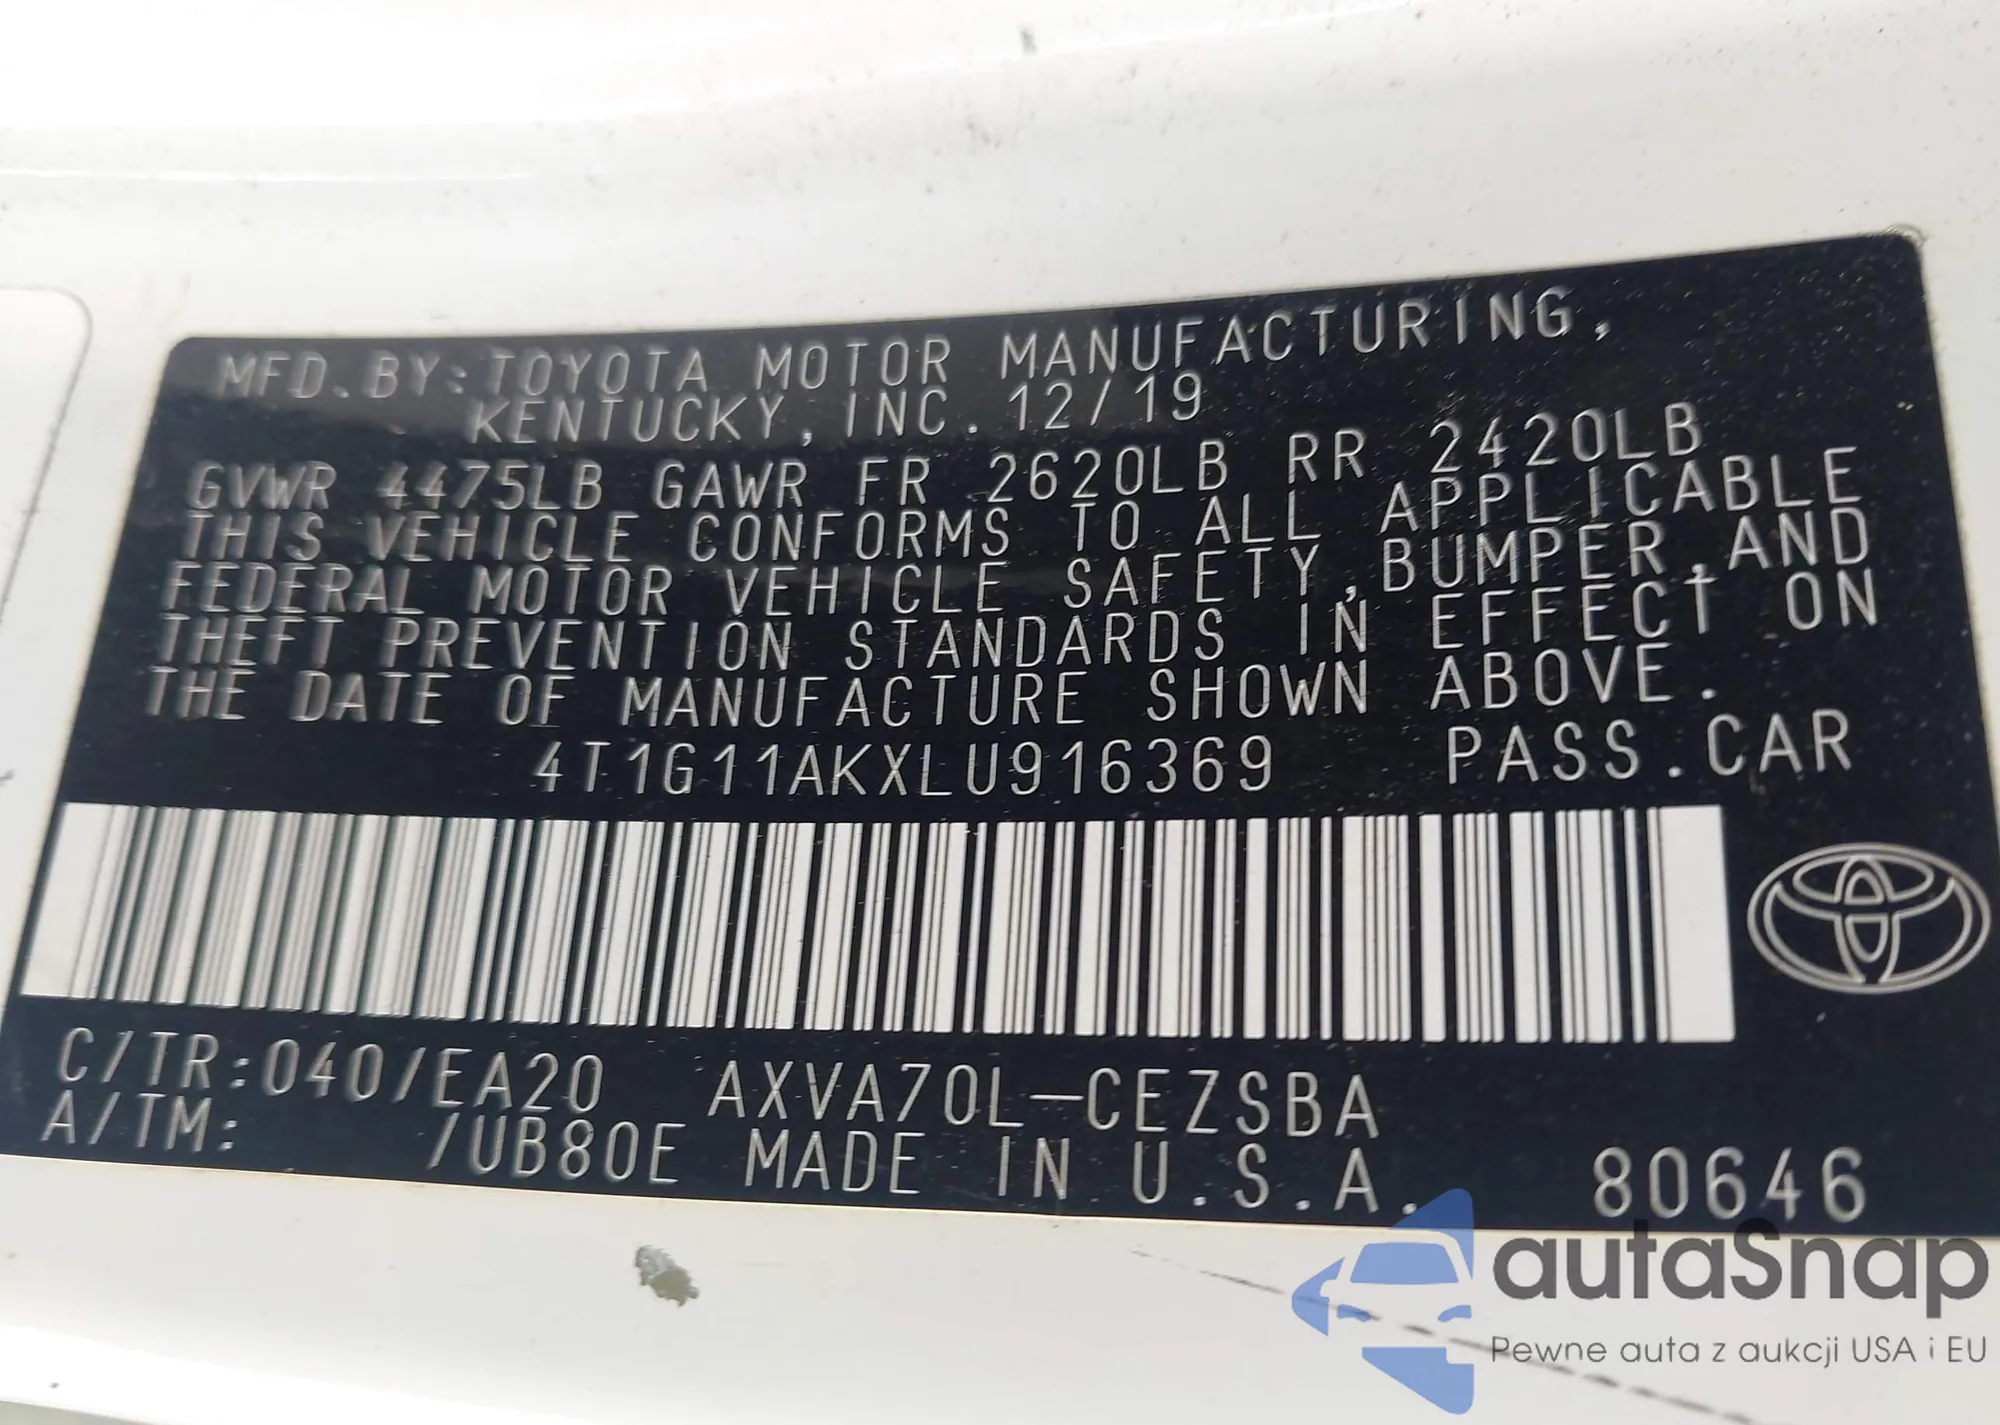 MFD.BY:TOYOTA MOTOR MANUFACTURING,
KENTUCKY, INC. 12/19
GVWR 4475LB GAWR FR 2620LB RR 2420LB
THIS VEHICLE CONFORMS TO ALL APPLICABLE
FEDERAL MOTOR VEHICLE SAFETY,BUMPER,AND
THEFT PREVENTION STANDARDS IN EFFECT ON
THE DATE OF MANUFACTURE SHOWN ABOVE.
4T1G11AKXLU916369 PASS.CAR
C/TR:040/EA20 AXVA70L-CEZSBA
A/TM: /UB80E MADE IN U.S.A. 80646
autaSnap
Pewne auta z aukcji USA i EU